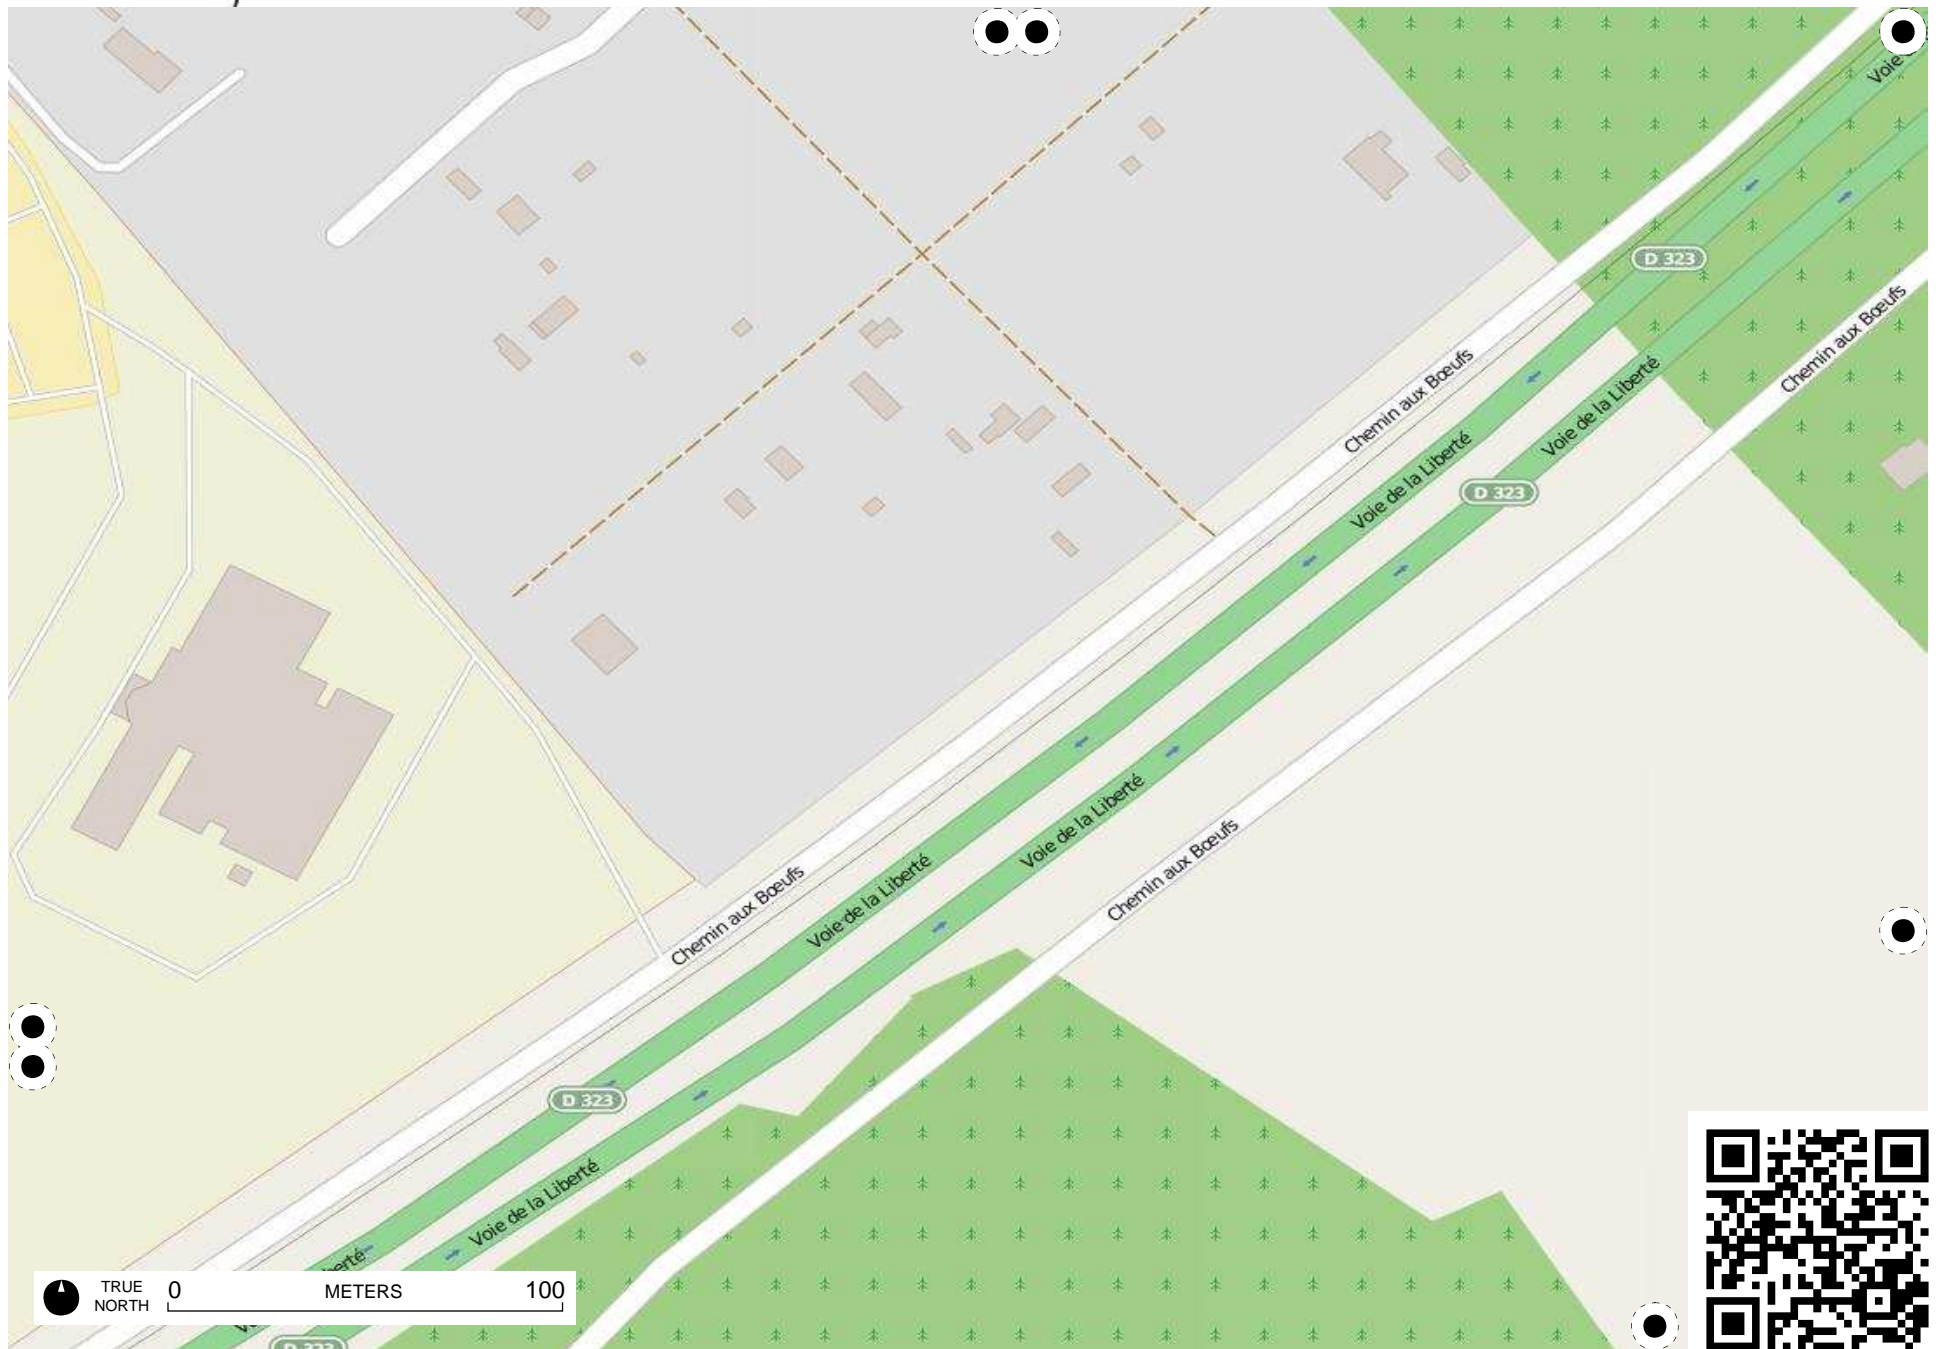 D 323
Chemin aux Bœufs
Chemin aux Bœufs
Voie de la Liberté
Voie de la Liberté
D 323
Voie de la Liberté
Chemin aux Bœufs
Voie de la Liberté
Chemin aux Bœufs
D 323
Voie de la Liberté
TRUE
NORTH
0
METERS
100